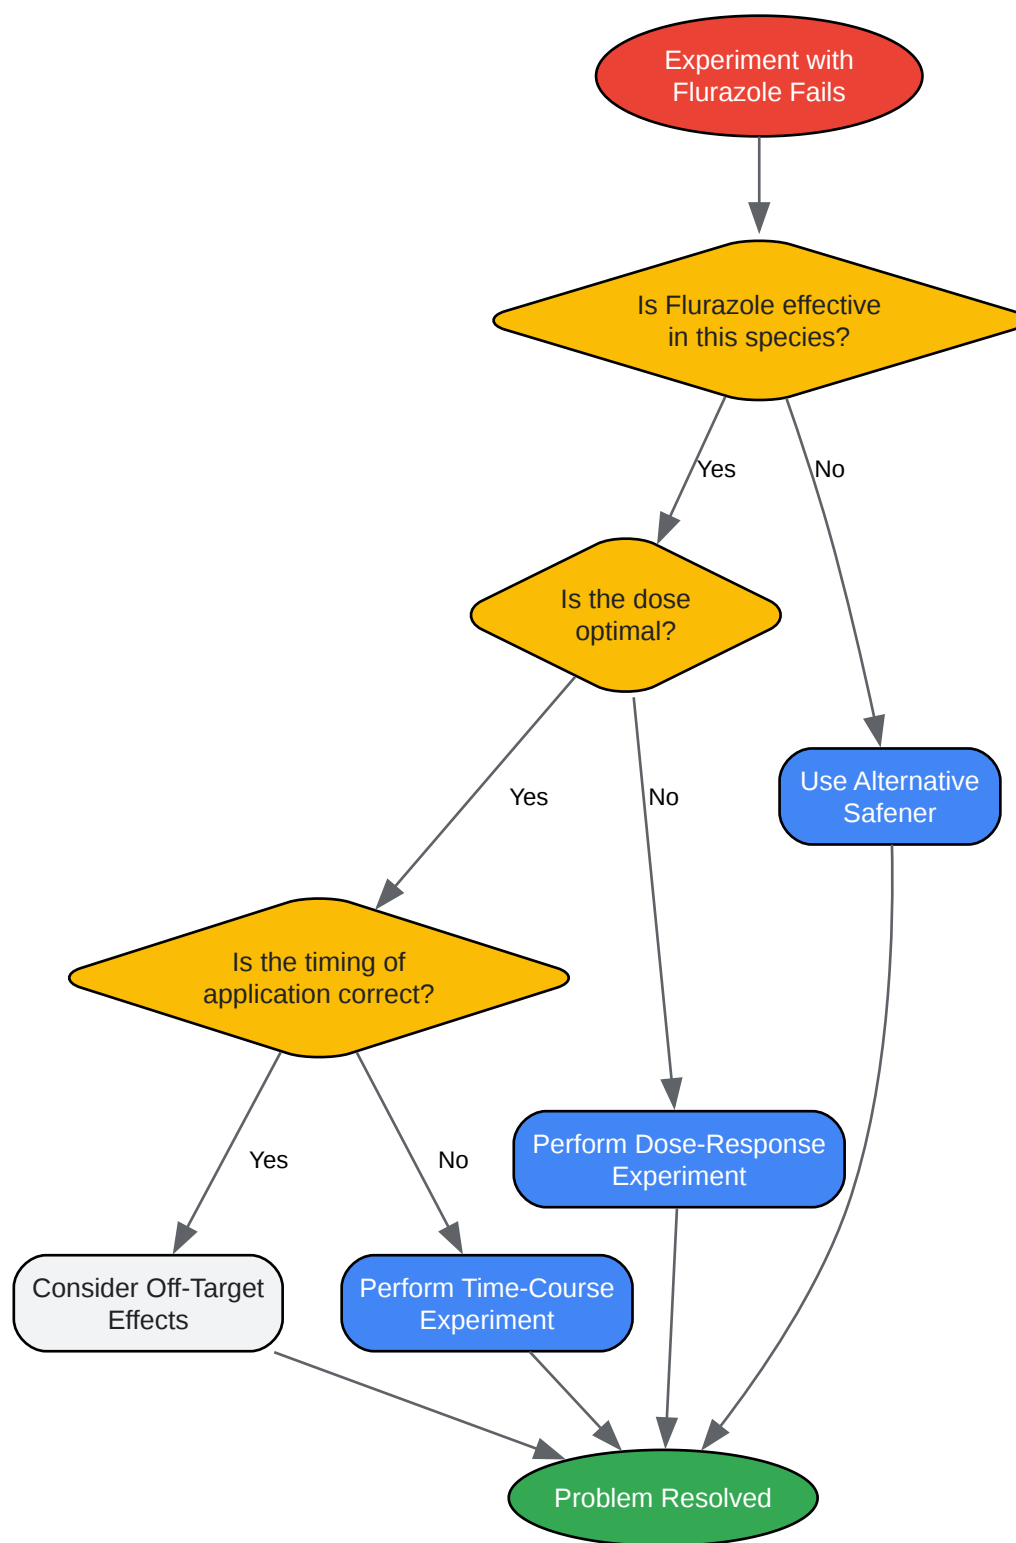 Experiment with
Flurazole Fails
Is Flurazole effective
in this species?
Yes
No
Is the dose
optimal?
Yes
No
Use Alternative
Safener
Is the timing of
application correct?
Yes
No
Perform Dose-Response
Experiment
Consider Off-Target
Effects
Perform Time-Course
Experiment
Problem Resolved